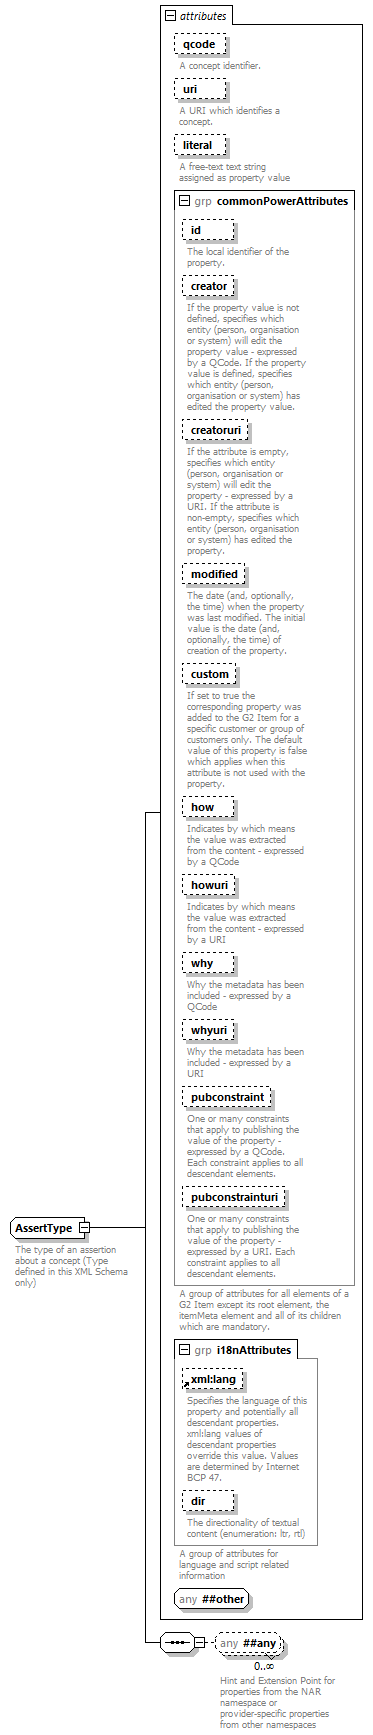 attributes
qcode
A concept identifier.
uri
A URI which identifies a
concept.
literal
A free-text text string
assigned as property value
grp commonPowerAttributes
id
The local identifier of the
property.
creator
If the property value is not
defined, specifies which
entity (person, organisation
or system) will edit the
property value - expressed
by a QCode. If the property
value is defined, specifies
which entity (person,
organisation or system) has
edited the property value.
creatoruri
If the attribute is empty,
specifies which entity
(person, organisation or
system) will edit the
property - expressed by a
URI. If the attribute is
non-empty, specifies which
entity (person, organisation
or system) has edited the
property.
modified
The date (and, optionally,
the time) when the property
was last modified. The initial
value is the date (and,
optionally, the time) of
creation of the property.
custom
If set to true the
corresponding property was
added to the G2 Item for a
specific customer or group of
customers only. The default
value of this property is false
which applies when this
attribute is not used with the
property.
how
Indicates by which means
the value was extracted
from the content - expressed
by a QCode
howuri
Indicates by which means
the value was extracted
from the content - expressed
by a URI
why
Why the metadata has been
included - expressed by a
QCode
whyuri
Why the metadata has been
included - expressed by a
URI
pubconstraint
One or many constraints
that apply to publishing the
value of the property -
expressed by a QCode.
Each constraint applies to all
descendant elements.
pubconstrainturi
One or many constraints
that apply to publishing the
value of the property -
expressed by a URI. Each
constraint applies to all
descendant elements.
A group of attributes for all elements of a
G2 Item except its root element, the
itemMeta element and all of its children
which are mandatory.
grp i18nAttributes
xml:lang
Specifies the language of this
property and potentially all
descendant properties.
xml:lang values of
descendant properties
override this value. Values
are determined by Internet
BCP 47.
dir
The directionality of textual
content (enumeration: ltr, rtl)
A group of attributes for
language and script related
information
any ##other
AssertType
The type of an assertion
about a concept (Type
defined in this XML Schema
only)
any ##any
0..∞
Hint and Extension Point for
properties from the NAR
namespace or
provider-specific properties
from other namespaces